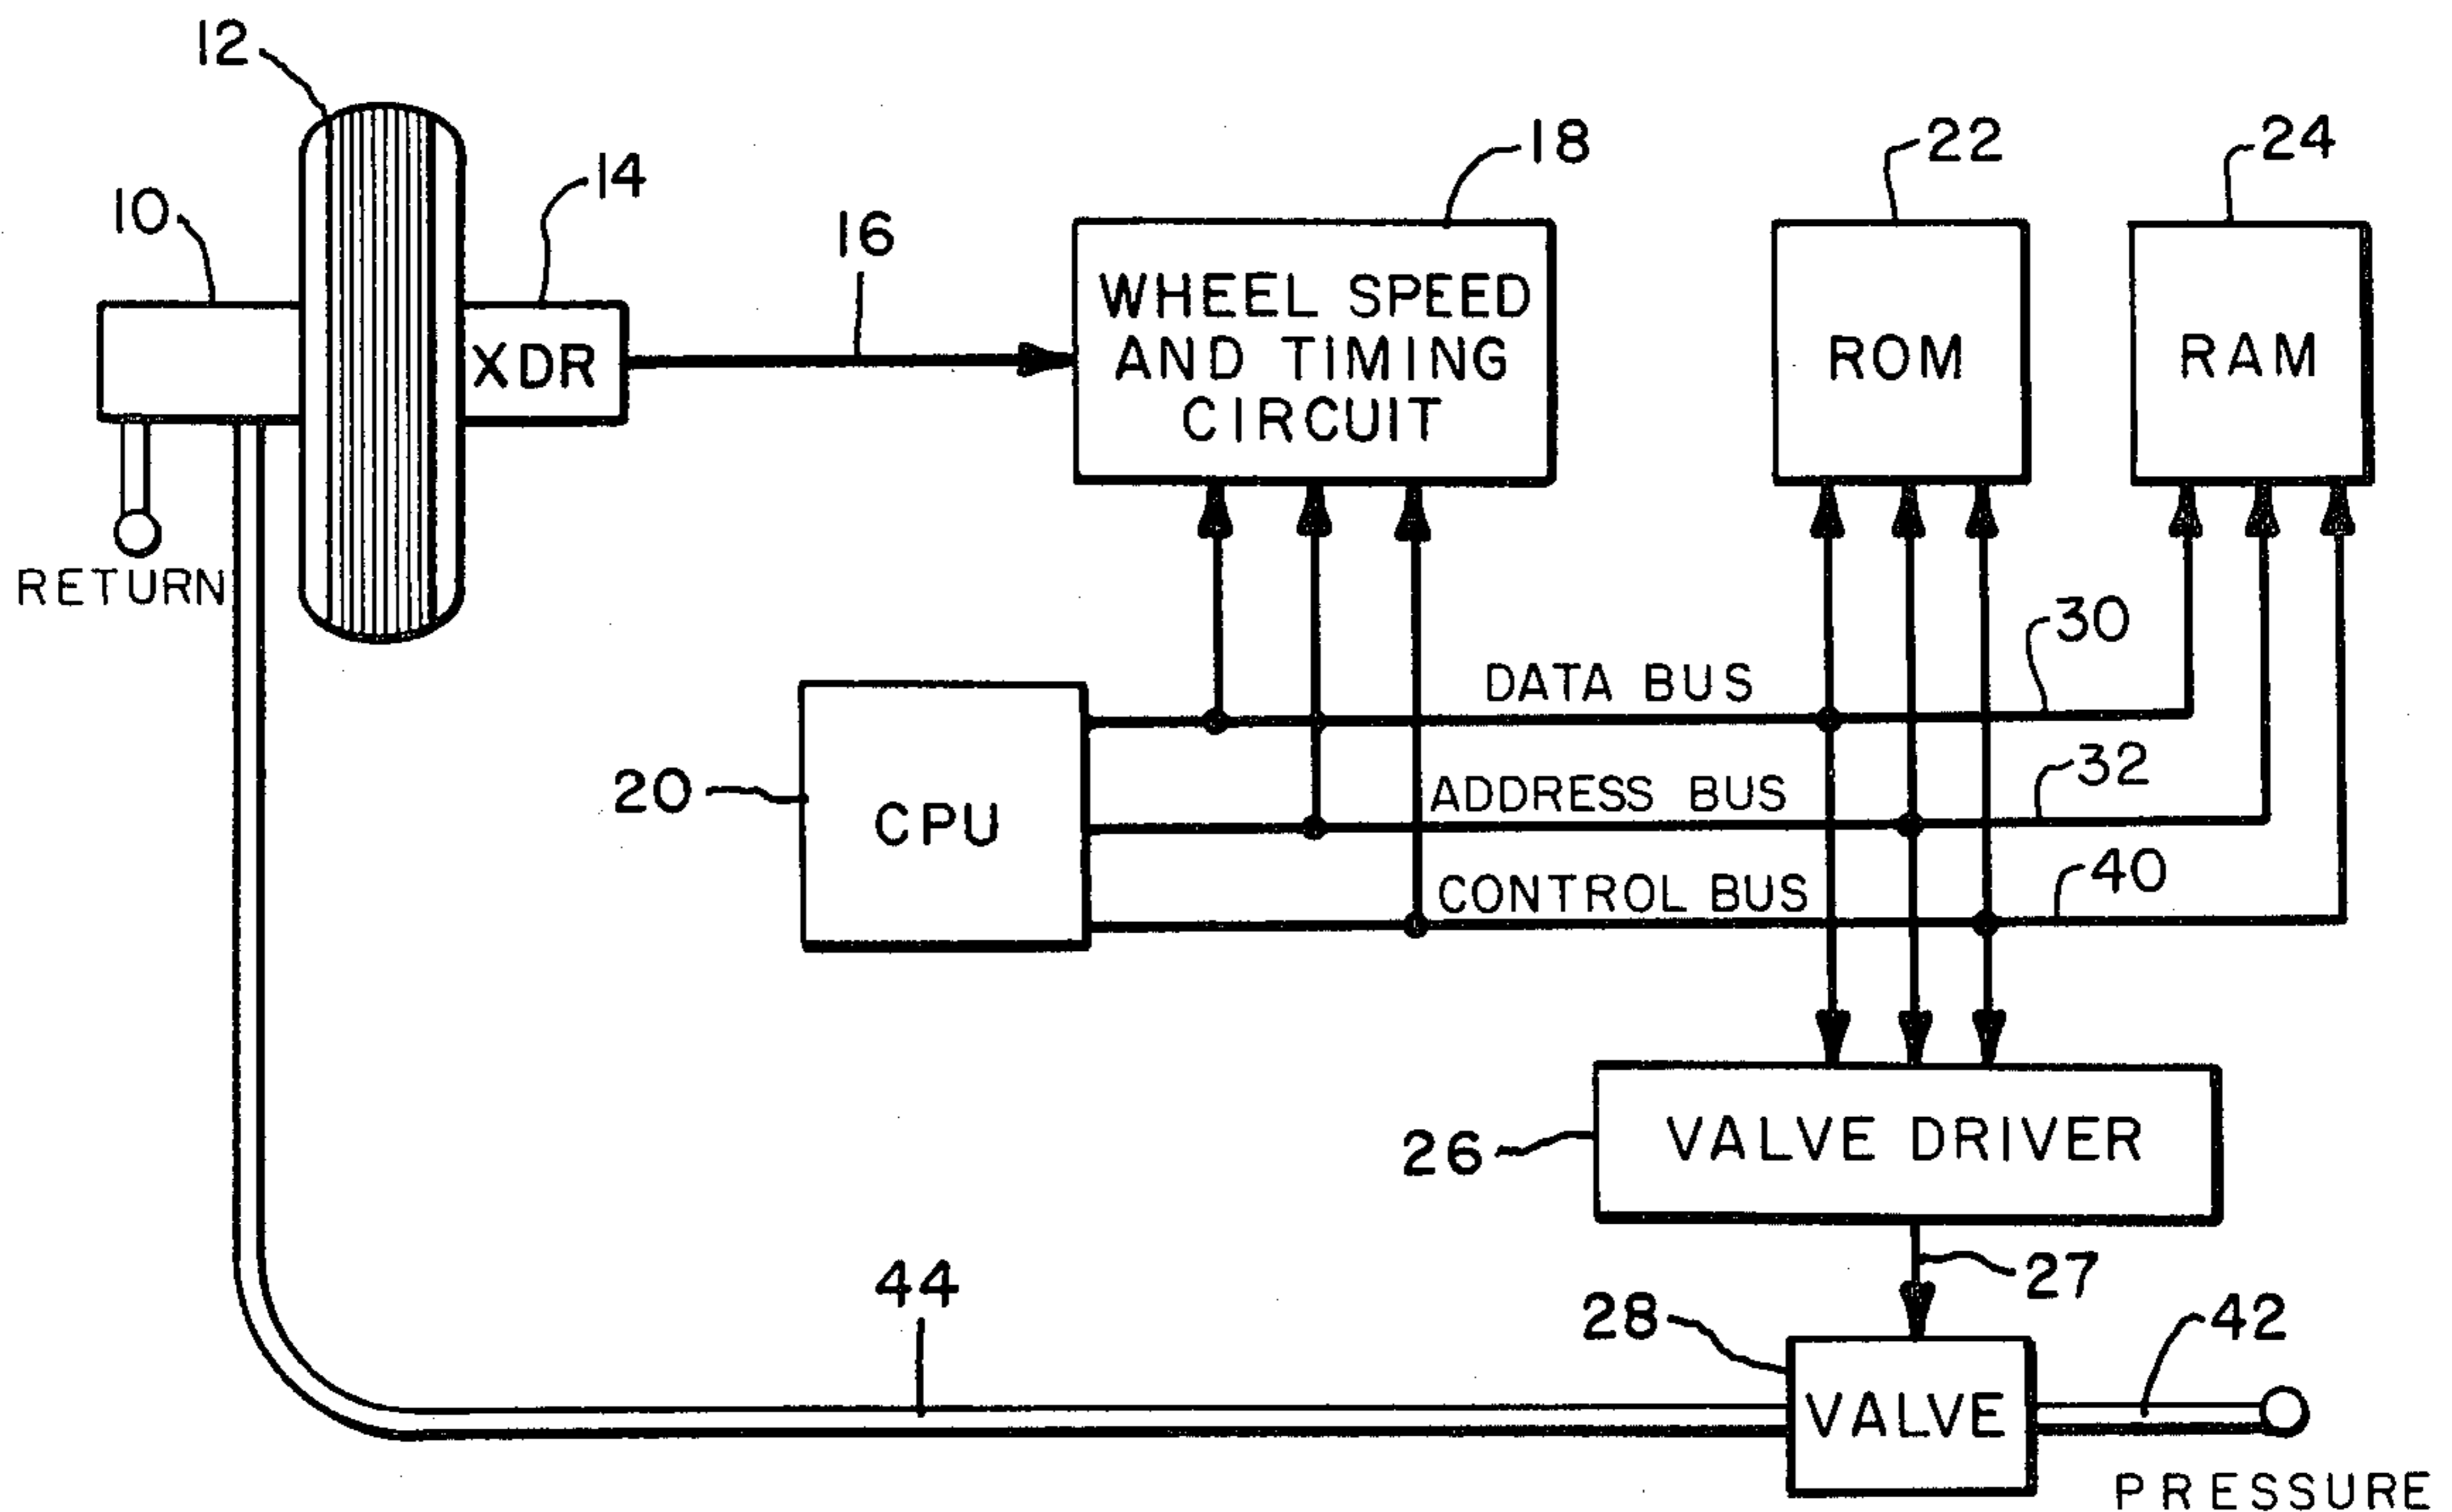 12
14
10
16
18
22
24
XDR
WHEEL SPEED
AND TIMING
CIRCUIT
ROM
RAM
RETURN
30
DATA BUS
32
20
CPU
ADDRESS BUS
40
CONTROL BUS
26
VALVE DRIVER
27
44
28
42
VALVE
PRESSURE